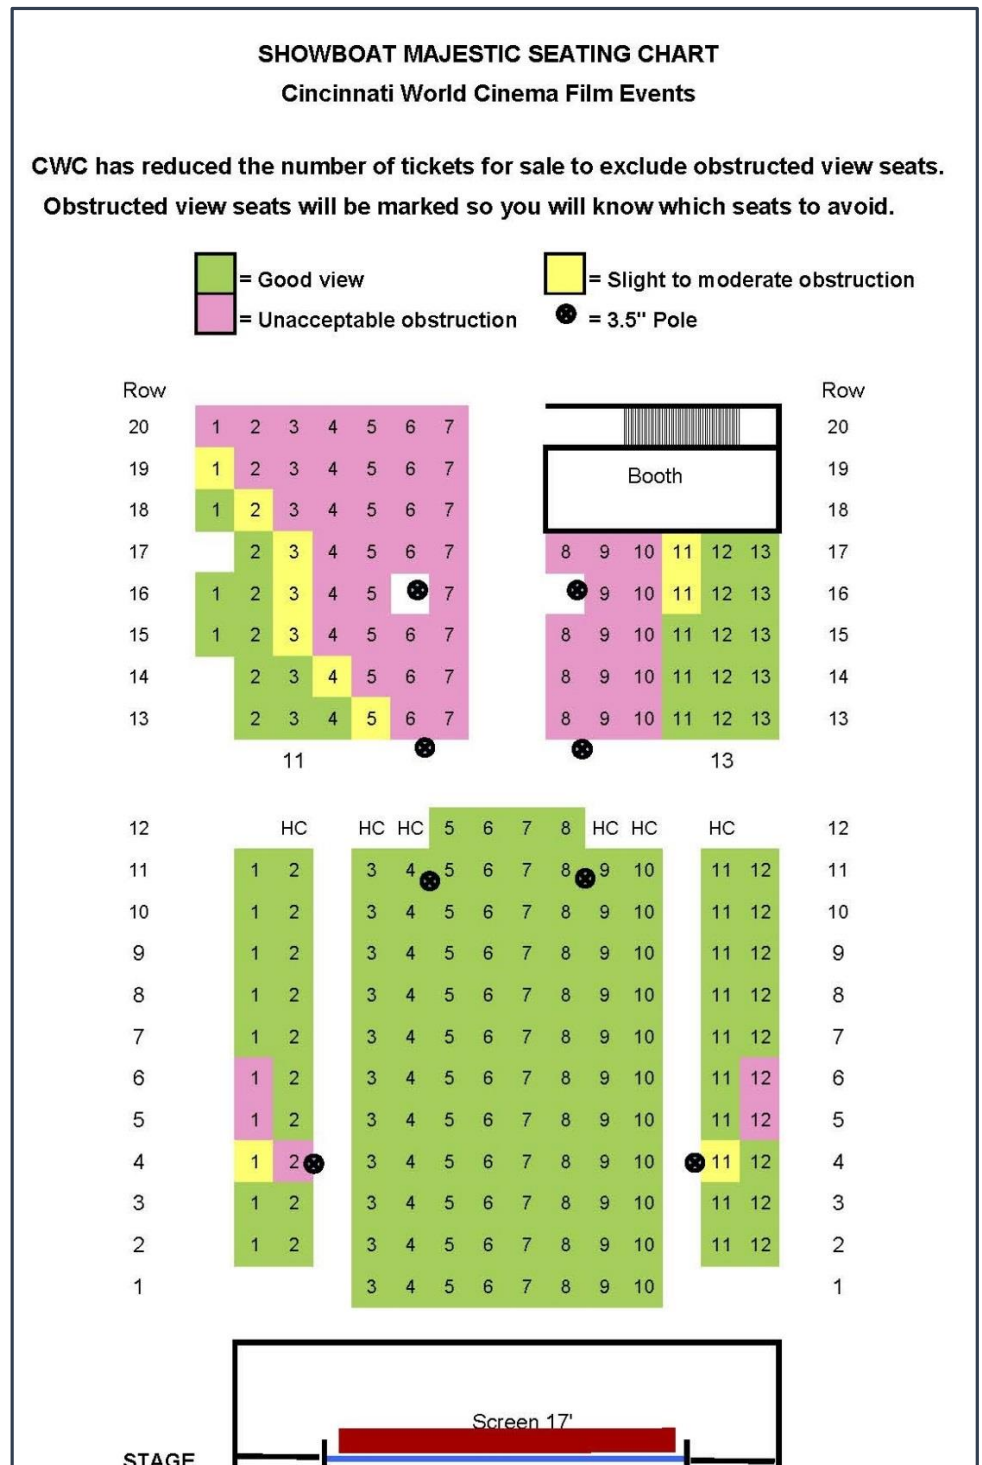 SHOWBOAT MAJESTIC SEATING CHART
Cincinnati World Cinema Film Events
CWC has reduced the number of tickets for sale to exclude obstructed view seats.
Obstructed view seats will be marked so you will know which seats to avoid.
= Good view = Slight to moderate obstruction
= Unacceptable obstruction = 3.5" Pole
Row Row
20 1 2 3 4 5 6 7 20
19 1 2 3 4 5 6 7 Booth 19
18 1 2 3 4 5 6 7 18
17 2 3 4 5 6 7 8 9 10 11 12 13 17
16 1 2 3 4 5 7 9 10 11 12 13 16
15 1 2 3 4 5 6 7 8 9 10 11 12 13 15
14 2 3 4 5 6 7 8 9 10 11 12 13 14
13 2 3 4 5 6 7 8 9 10 11 12 13 13
11 13
12 HC HC HC 5 6 7 8 HC HC HC 12
11 1 2 3 4 5 6 7 8 9 10 11 12 11
10 1 2 3 4 5 6 7 8 9 10 11 12 10
9 1 2 3 4 5 6 7 8 9 10 11 12 9
8 1 2 3 4 5 6 7 8 9 10 11 12 8
7 1 2 3 4 5 6 7 8 9 10 11 12 7
6 1 2 3 4 5 6 7 8 9 10 11 12 6
5 1 2 3 4 5 6 7 8 9 10 11 12 5
4 1 2 3 4 5 6 7 8 9 10 11 12 4
3 1 2 3 4 5 6 7 8 9 10 11 12 3
2 1 2 3 4 5 6 7 8 9 10 11 12 2
1 3 4 5 6 7 8 9 10 1
Screen 17'
STAGE